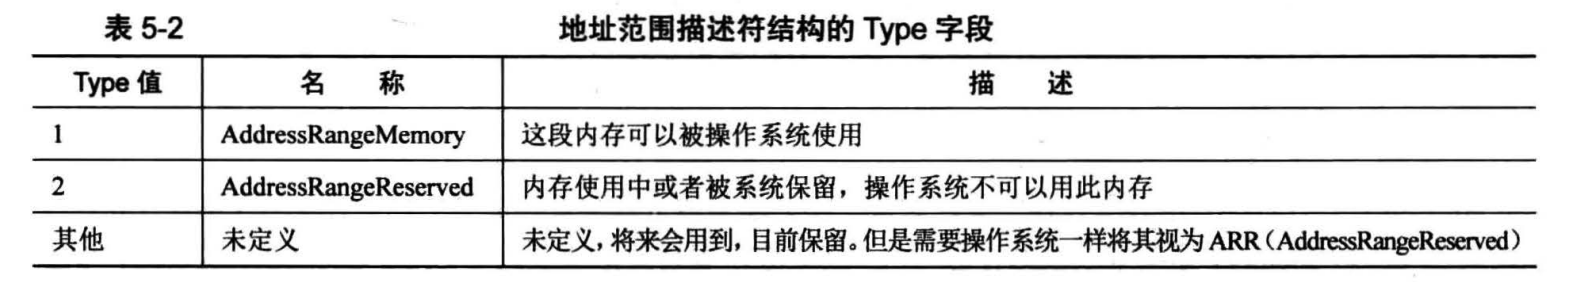 表 5-2 地址范围描述符结构的 Type 字段
Type 值 名 称 描 述
1 AddressRangeMemory 这段内存可以被操作系统使用
2 AddressRangeReserved 内存使用中或者被系统保留，操作系统不可以用此内存
其他 未定义 未定义，将来会用到，目前保留。但是需要操作系统一样将其视为 ARR（AddressRangeReserved）